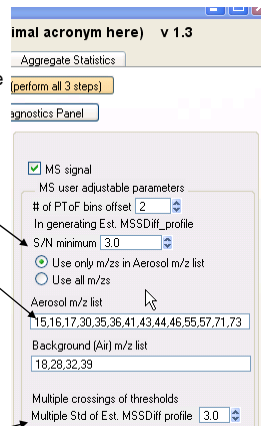 imal acronym here)   v 1.3
Aggregate Statistics
(perform all 3 steps)
agnostics Panel
MS signal
MS user adjustable parameters
# of PToF bins offset 2
In generating Est. MSSDiff_profile
S/N minimum 3.0
Use only m/zs in Aerosol m/z list
Use all m/zs
Aerosol m/z list
15,16,17,30,35,36,41,43,44,46,55,57,71,73
Background (Air) m/z list
18,28,32,39
Multiple crossings of thresholds
Multiple Std of Est. MSSDiff profile 3.0